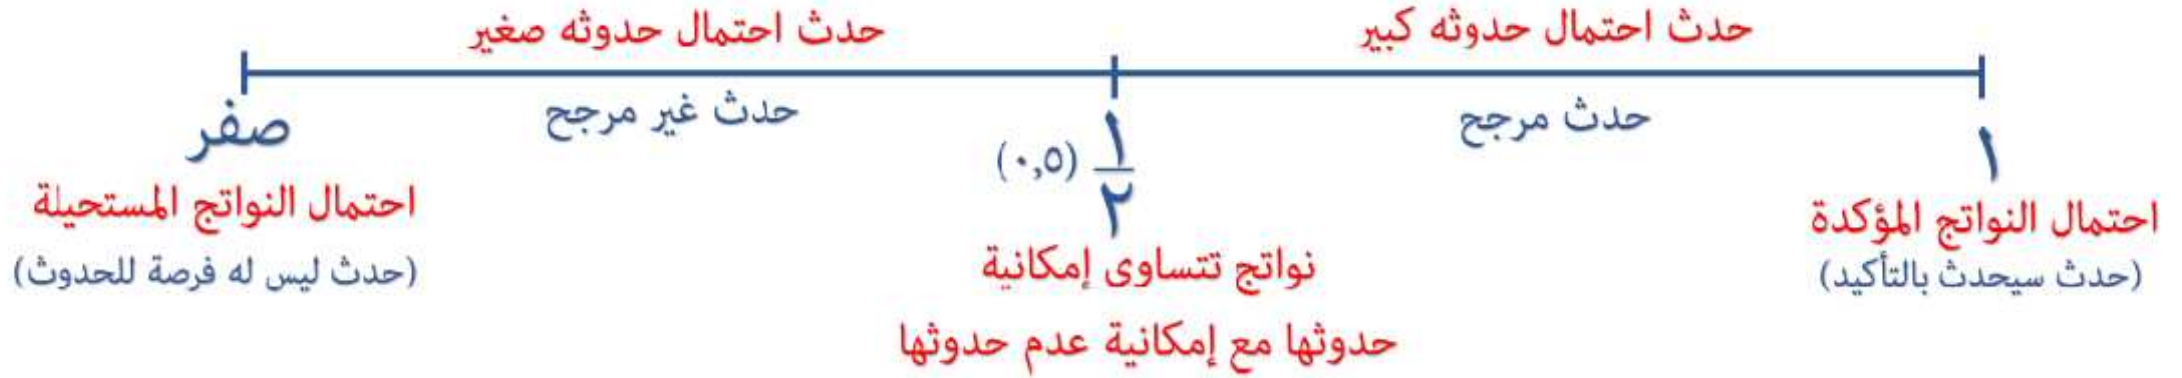 حدث احتمال حدوثه كبير
حدث احتمال حدوثه صغير
حدث مرجح
حدث غير مرجح
١
احتمال النواتج المؤكدة
(حدث سيحدث بالتأكيد)
١
٢
(٠,٥)
نواتج تتساوى إمكانية
حدوثها مع إمكانية عدم حدوثها
صفر
احتمال النواتج المستحيلة
(حدث ليس له فرصة للحدوث)